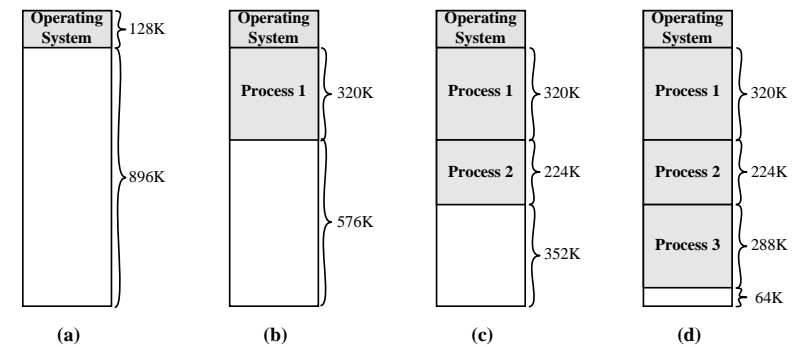 Operating
System
128K
896K
(a)
Operating
System
Process 1
320K
576K
(b)
Operating
System
Process 1
320K
Process 2
224K
352K
(c)
Operating
System
Process 1
320K
Process 2
224K
Process 3
288K
64K
(d)